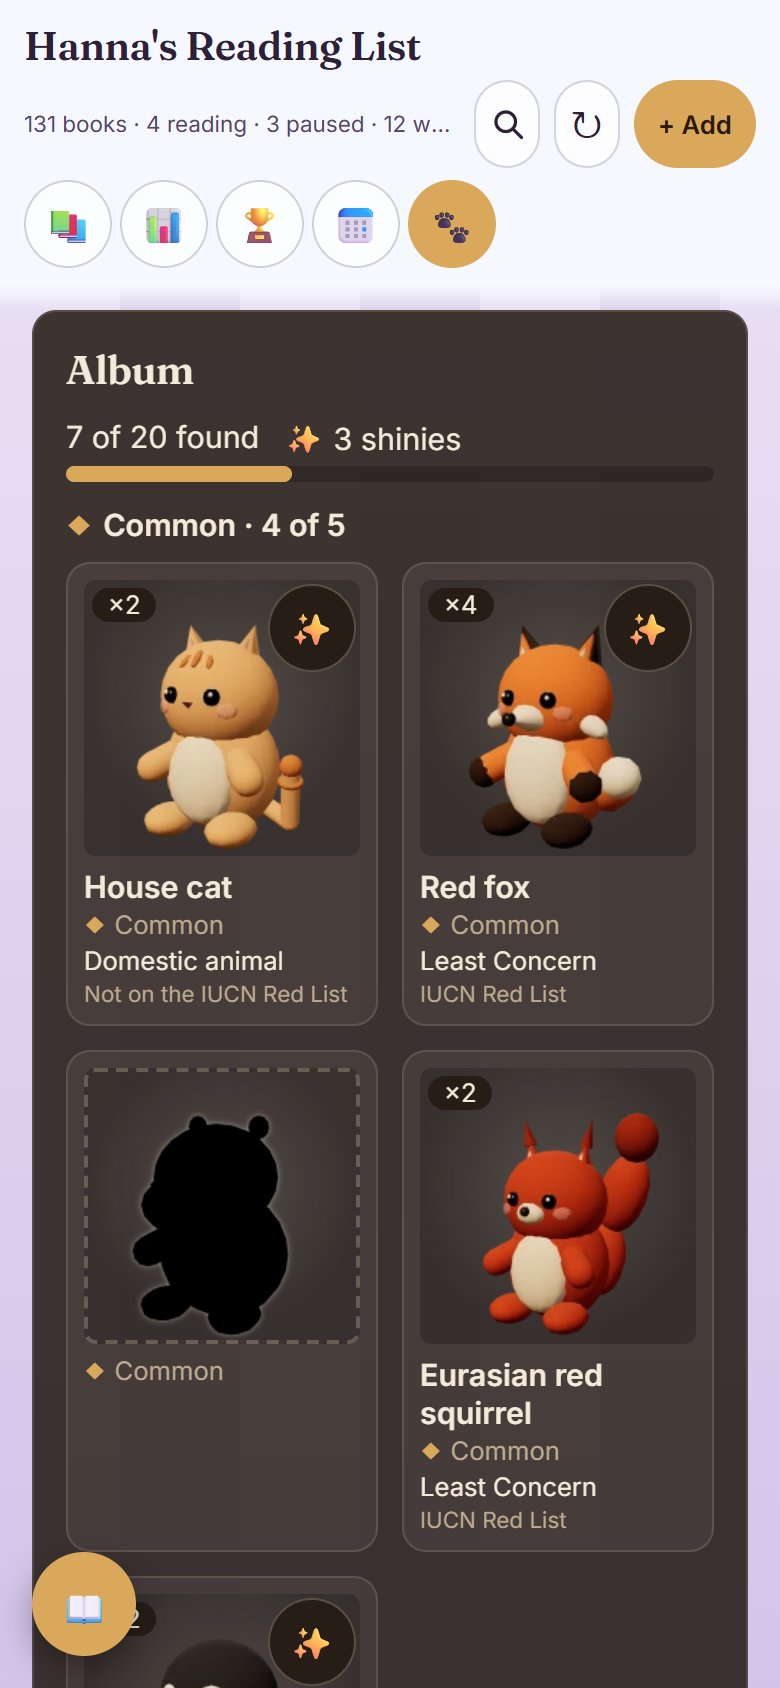 Hanna's Reading List
131 books · 4 reading · 3 paused · 12 w...
+ Add
Album
7 of 20 found ✨ 3 shinies
Common · 4 of 5
×2
×4
House cat
Common
Domestic animal
Not on the IUCN Red List
Red fox
Common
Least Concern
IUCN Red List
Common
×2
Eurasian red
squirrel
Common
Least Concern
IUCN Red List
2